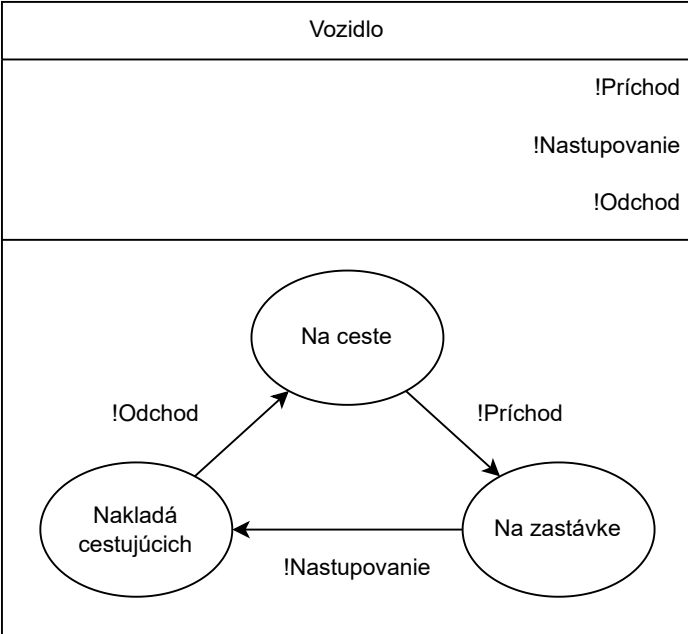 Vozidlo
!Príchod
!Nastupovanie
!Odchod
Na ceste
!Odchod
!Príchod
Nakladá
cestujúcich
Na zastávke
!Nastupovanie